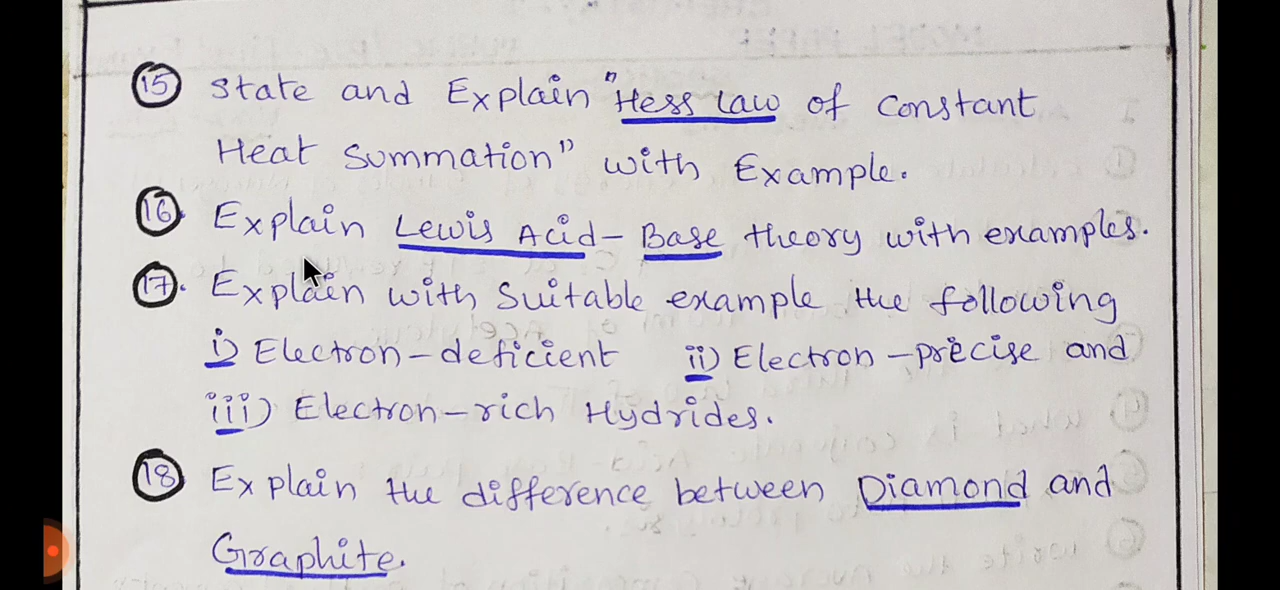 15 State and Explain "Hess law of constant
Heat summation" with Example.
16. Explain Lewis Acid-Base theory with examples.
17. Explain with suitable example the following
i) Electron-deficient ii) Electron-precise and
iii) Electron-rich Hydrides.
18 Explain the difference between Diamond and
Graphite.